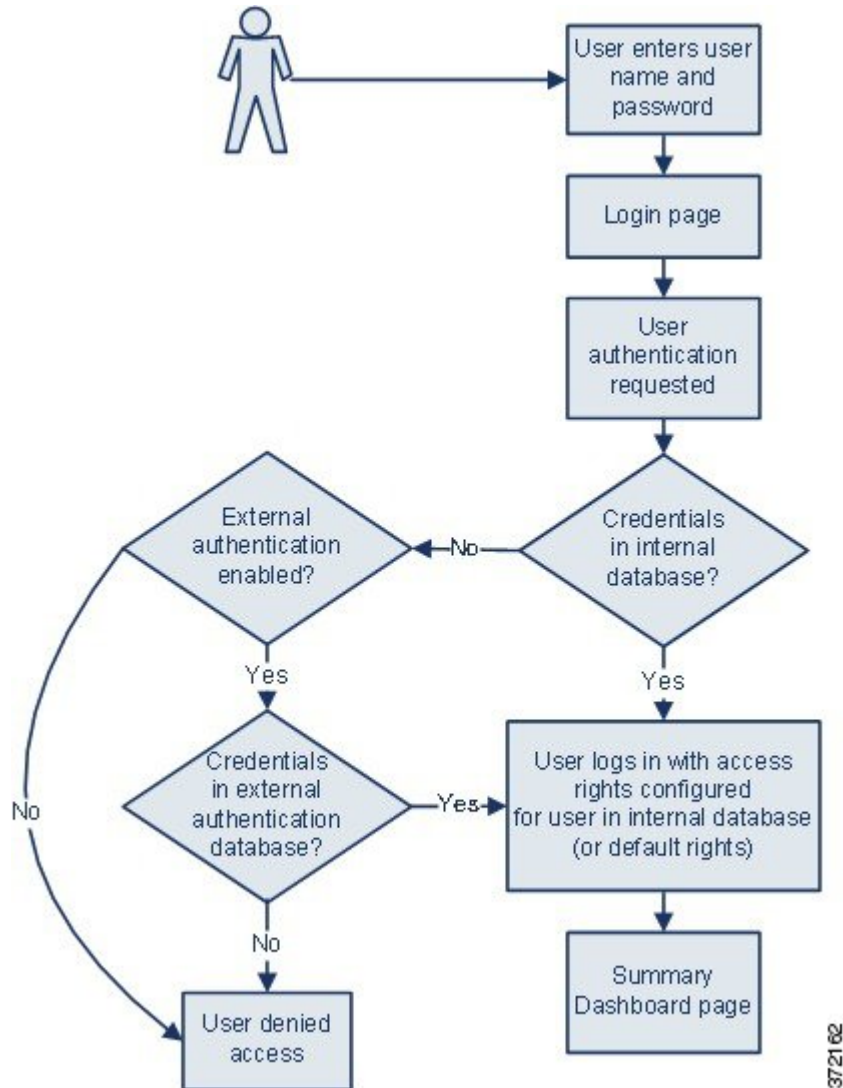 User enters user
name and
password
Login page
User
authentication
requested
Credentials
in internal
database?
No
External
authentication
enabled?
Yes
Yes
Credentials
in external
authentication
database?
Yes
User logs in with access
rights configured
for user in internal database
(or default rights)
No
No
User denied
access
Summary
Dashboard page
372162